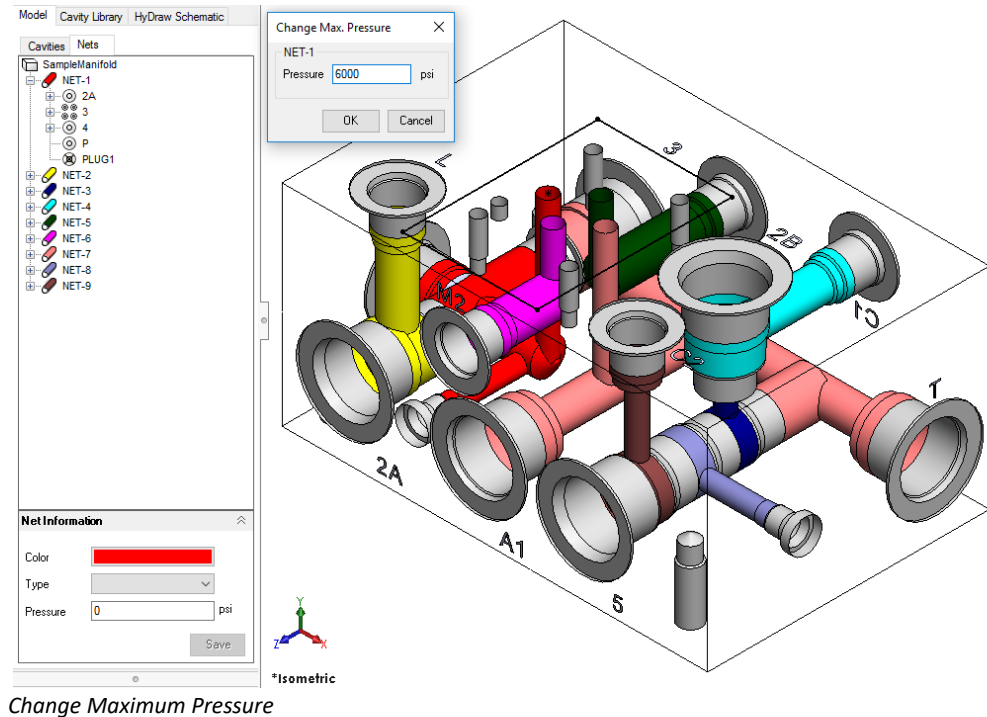 Model Cavity Library HyDraw Schematic
Cavities Nets
SampleManifold
NET-1
2A
3
4
P
PLUG1
NET-2
NET-3
NET-4
NET-5
NET-6
NET-7
NET-8
NET-9
Net Information
Color
Type
Pressure 0 psi
Save
Change Max. Pressure
NET-1
Pressure 6000 psi
OK Cancel
L
3
2B
M2
C1
C2
T
2A
A1
5
Y
Z X
*Isometric
Change Maximum Pressure